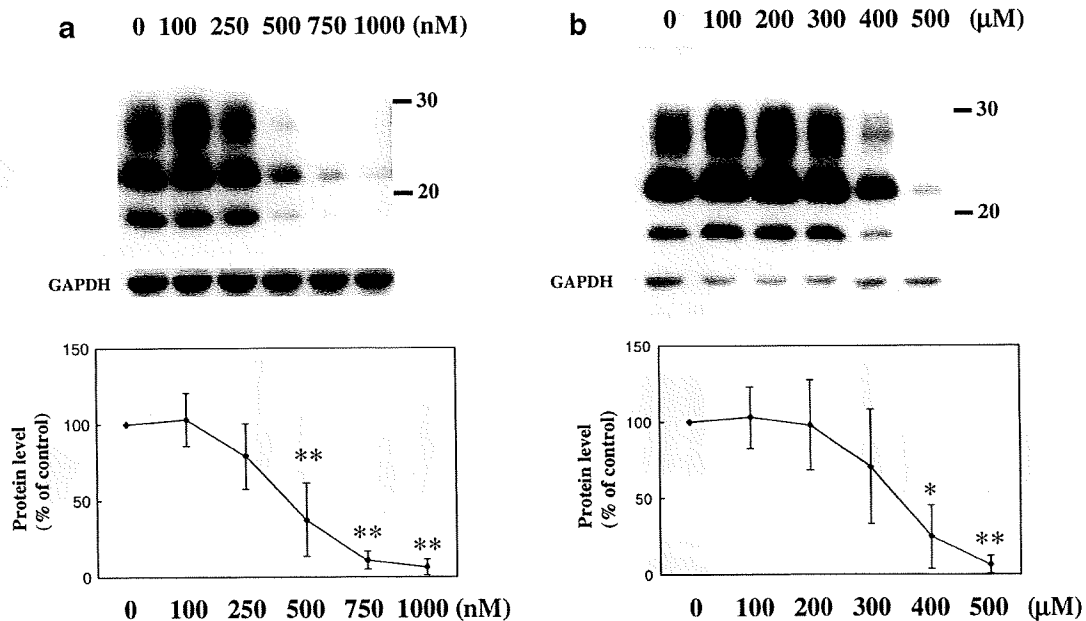 a 0 100 250 500 750 1000 (nM)
30
20
GAPDH
150
100
50
0
Protein level
(% of control)
**
**
**
0 100 250 500 750 1000 (nM)
b 0 100 200 300 400 500 (μM)
30
20
GAPDH
150
100
50
0
Protein level
(% of control)
*
**
0 100 200 300 400 500 (μM)